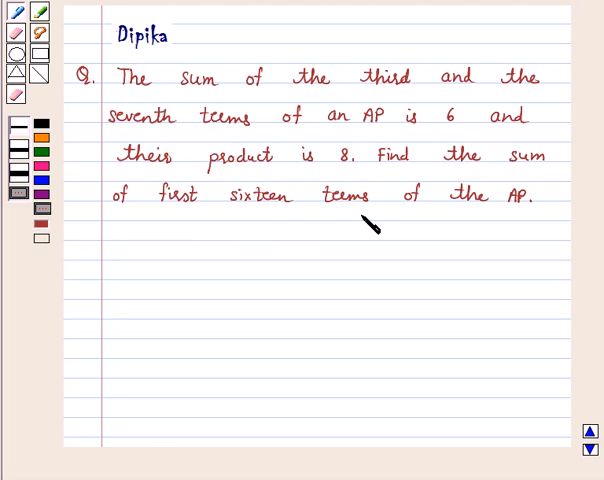 Dipika
Q. The sum of the third and the
seventh terms of an AP is 6 and
their product is 8. Find the sum
of first sixteen terms of the AP.